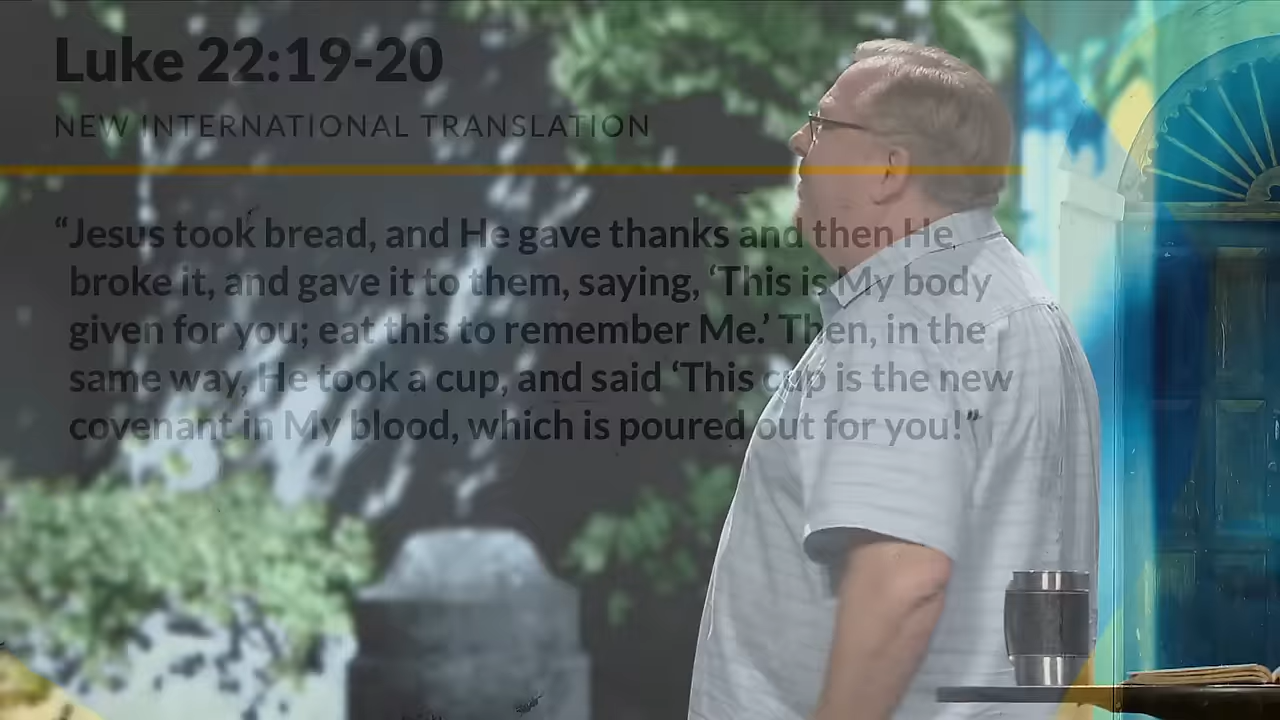 Luke 22:19-20
NEW INTERNATIONAL TRANSLATION
“Jesus took bread, and He gave thanks and then He
broke it, and gave it to them, saying, ‘This is My body
given for you; eat this to remember Me.’ Then, in the
same way, He took a cup, and said ‘This cup is the new
covenant in My blood, which is poured out for you!”